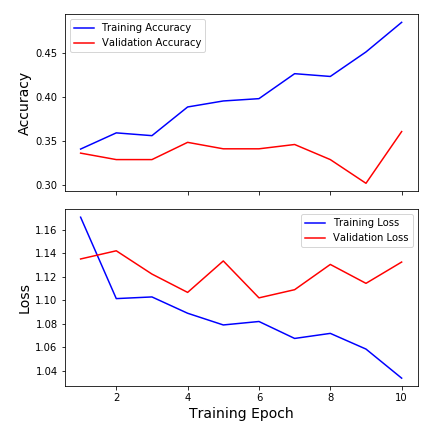 Training Accuracy
Validation Accuracy
0.45
0.40
0.35
0.30
Accuracy
Training Loss
Validation Loss
1.16
1.14
1.12
1.10
1.08
1.06
1.04
Loss
2 4 6 8 10
Training Epoch